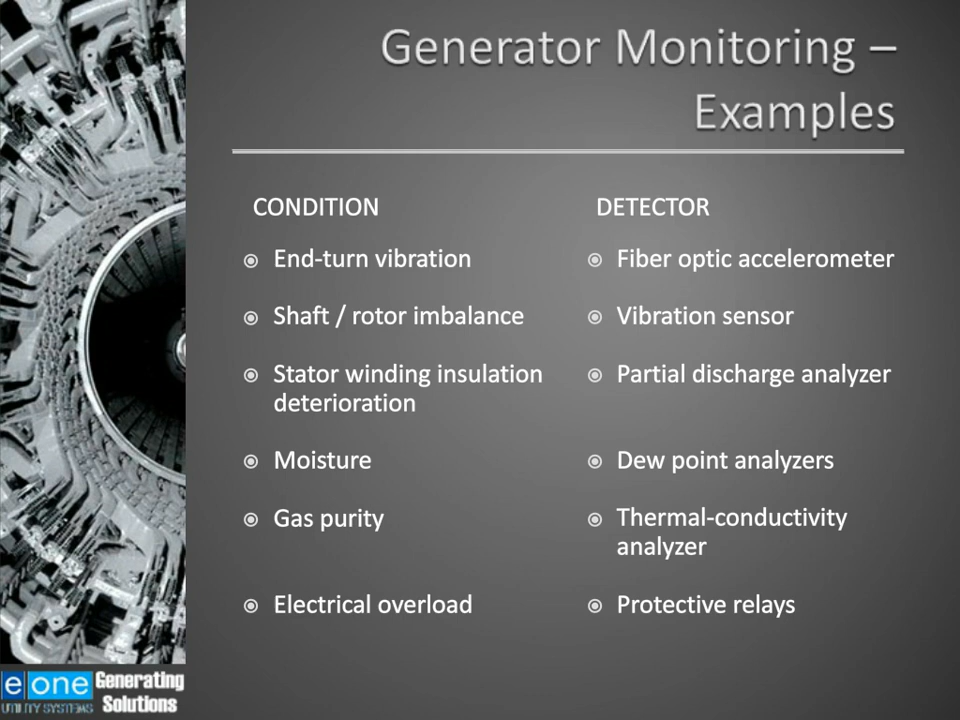 Generator Monitoring –
Examples
CONDITION
End-turn vibration
Shaft / rotor imbalance
Stator winding insulation
deterioration
Moisture
Gas purity
Electrical overload
DETECTOR
Fiber optic accelerometer
Vibration sensor
Partial discharge analyzer
Dew point analyzers
Thermal-conductivity
analyzer
Protective relays
e one
UTILITY SYSTEMS
Generating
Solutions